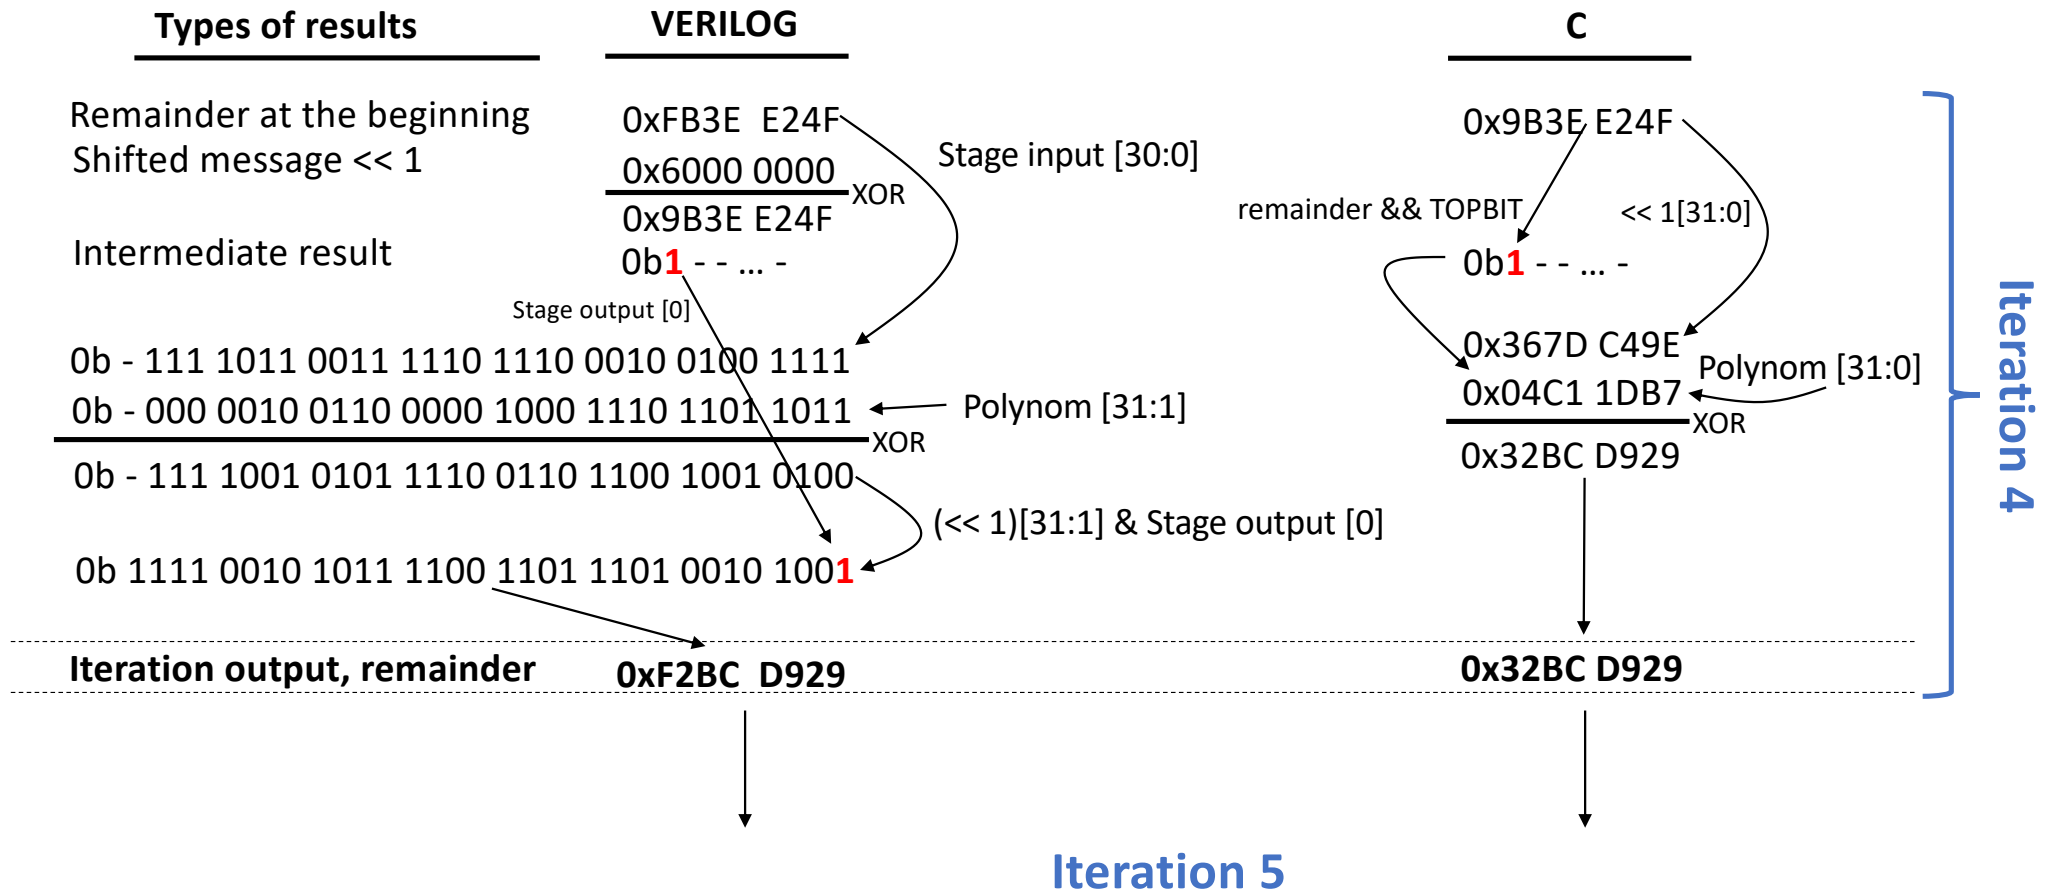 Types of results
VERILOG
C
Remainder at the beginning
0xFB3E E24F
0x9B3E E24F
Shifted message << 1
0x6000 0000
XOR
Stage input [30:0]
0x9B3E E24F
remainder && TOPBIT
<< 1[31:0]
Intermediate result
0b1 - - ... -
0b1 - - ... -
Stage output [0]
0b - 111 1011 0011 1110 1110 0010 0100 1111
0x367D C49E
0b - 000 0010 0110 0000 1000 1110 1101 1011
Polynom [31:1]
0x04C1 1DB7
Polynom [31:0]
XOR
XOR
0b - 111 1001 0101 1110 0110 1100 1001 0100
0x32BC D929
(<< 1)[31:1] & Stage output [0]
0b 1111 0010 1011 1100 1101 1101 0010 1001
Iteration output, remainder
0xF2BC D929
0x32BC D929
Iteration 4
Iteration 5